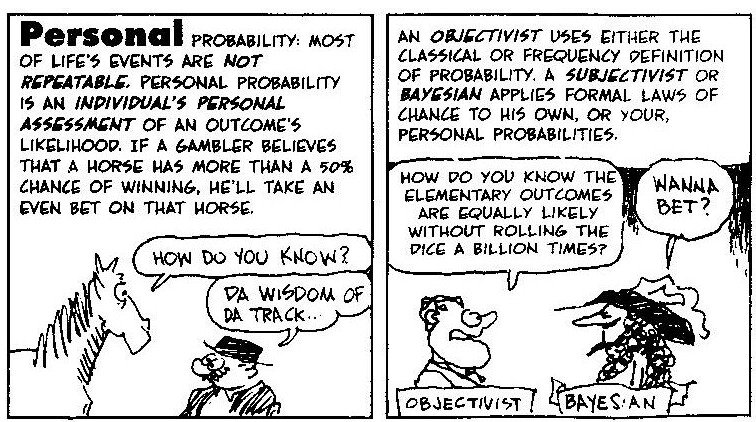 Personal PROBABILITY: MOST
OF LIFE'S EVENTS ARE NOT
REPEATABLE. PERSONAL PROBABILITY
IS AN INDIVIDUAL'S PERSONAL
ASSESSMENT OF AN OUTCOME'S
LIKELIHOOD. IF A GAMBLER BELIEVES
THAT A HORSE HAS MORE THAN A 50%
CHANCE OF WINNING, HE'LL TAKE AN
EVEN BET ON THAT HORSE.
HOW DO YOU KNOW?
DA WISDOM OF
DA TRACK...
AN OBJECTIVIST USES EITHER THE
CLASSICAL OR FREQUENCY DEFINITION
OF PROBABILITY. A SUBJECTIVIST OR
BAYESIAN APPLIES FORMAL LAWS OF
CHANCE TO HIS OWN, OR YOUR,
PERSONAL PROBABILITIES.
HOW DO YOU KNOW THE
ELEMENTARY OUTCOMES
ARE EQUALLY LIKELY
WITHOUT ROLLING THE
DICE A BILLION TIMES?
WANNA
BET?
OBJECTIVIST
BAYESIAN